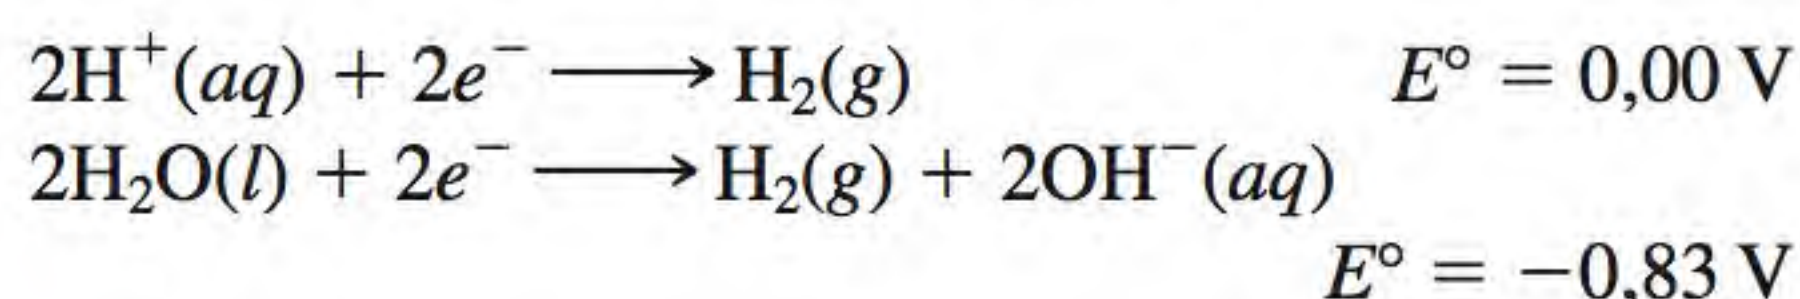 2H⁺(aq) + 2e⁻ ⟶ H₂(g) E° = 0,00 V
2H₂O(l) + 2e⁻ ⟶ H₂(g) + 2OH⁻(aq)
E° = −0,83 V